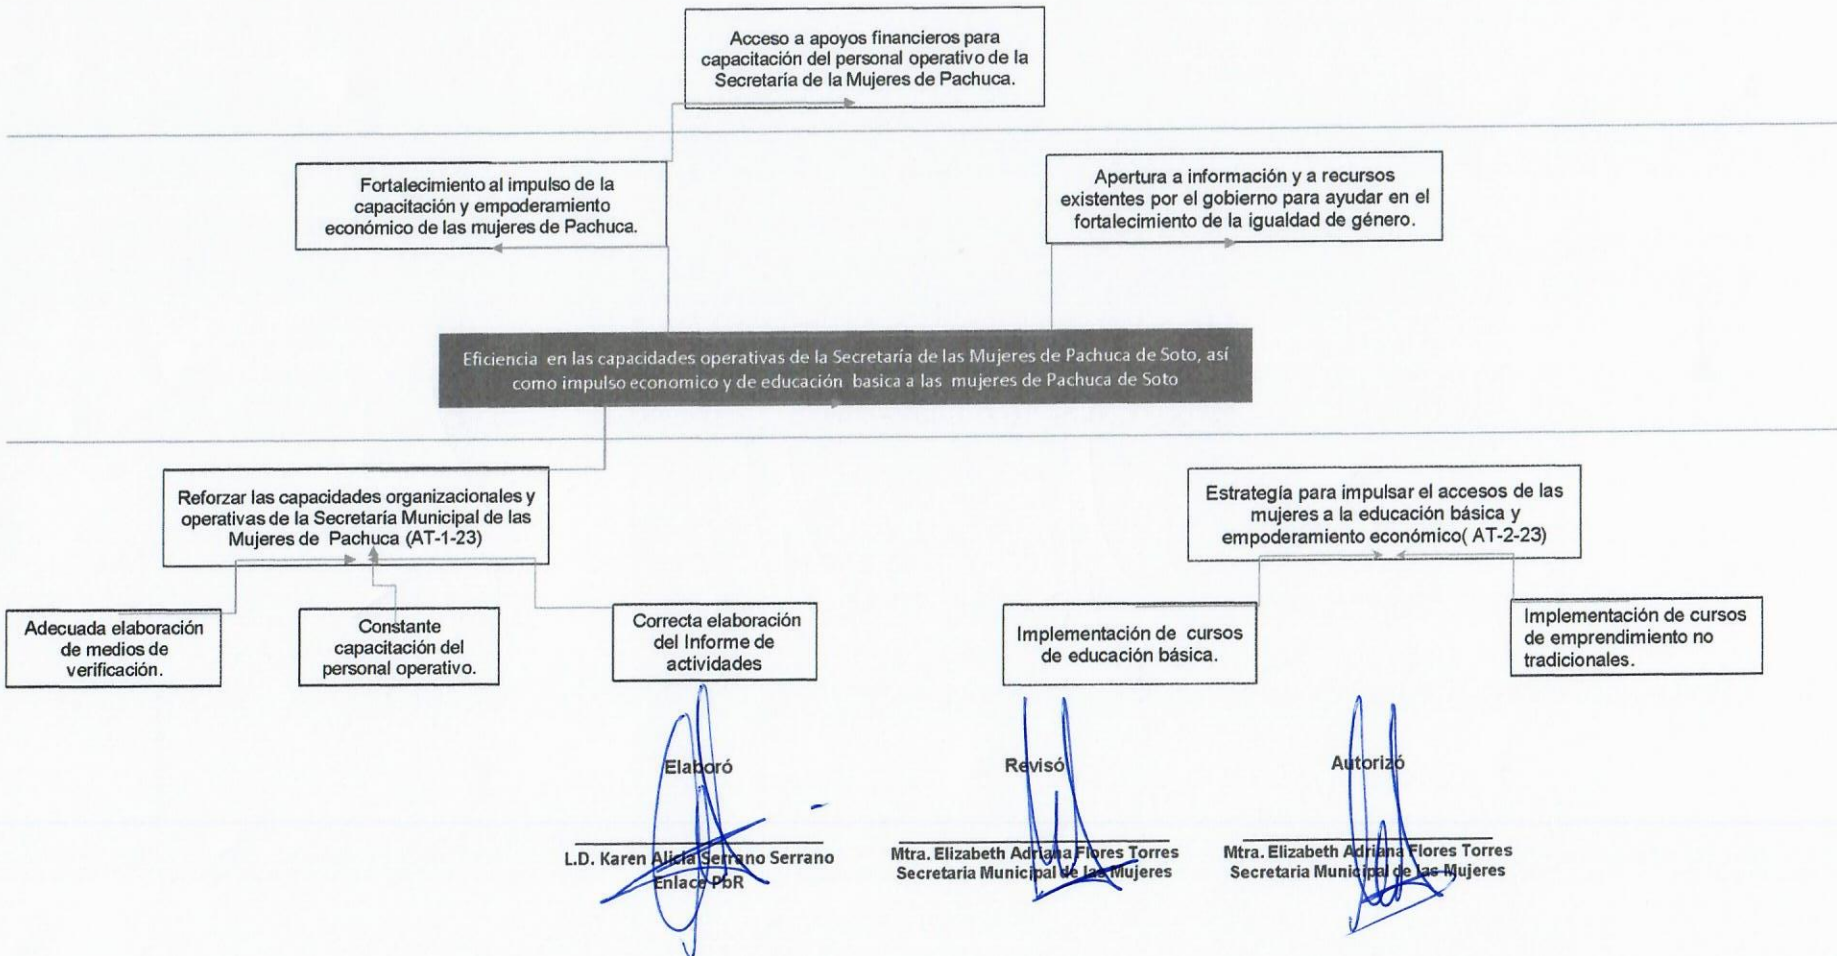 Acceso a apoyos financieros para
capacitación del personal operativo de la
Secretaría de la Mujeres de Pachuca.
Fortalecimiento al impulso de la
capacitación y empoderamiento
económico de las mujeres de Pachuca.
Apertura a información y a recursos
existentes por el gobierno para ayudar en el
fortalecimiento de la igualdad de género.
Eficiencia en las capacidades operativas de la Secretaría de las Mujeres de Pachuca de Soto, así
como impulso economico y de educación basica a las mujeres de Pachuca de Soto
Reforzar las capacidades organizacionales y
operativas de la Secretaría Municipal de las
Mujeres de Pachuca (AT-1-23)
Estrategía para impulsar el accesos de las
mujeres a la educación básica y
empoderamiento económico( AT-2-23)
Adecuada elaboración
de medios de
verificación.
Constante
capacitación del
personal operativo.
Correcta elaboración
del Informe de
actividades
Implementación de cursos
de educación básica.
Implementación de cursos
de emprendimiento no
tradicionales.
Elaboró
L.D. Karen Alicia Serrano Serrano
Enlace PbR
Revisó
Mtra. Elizabeth Adriana Flores Torres
Secretaria Municipal de las Mujeres
Autorizó
Mtra. Elizabeth Adriana Flores Torres
Secretaria Municipal de las Mujeres